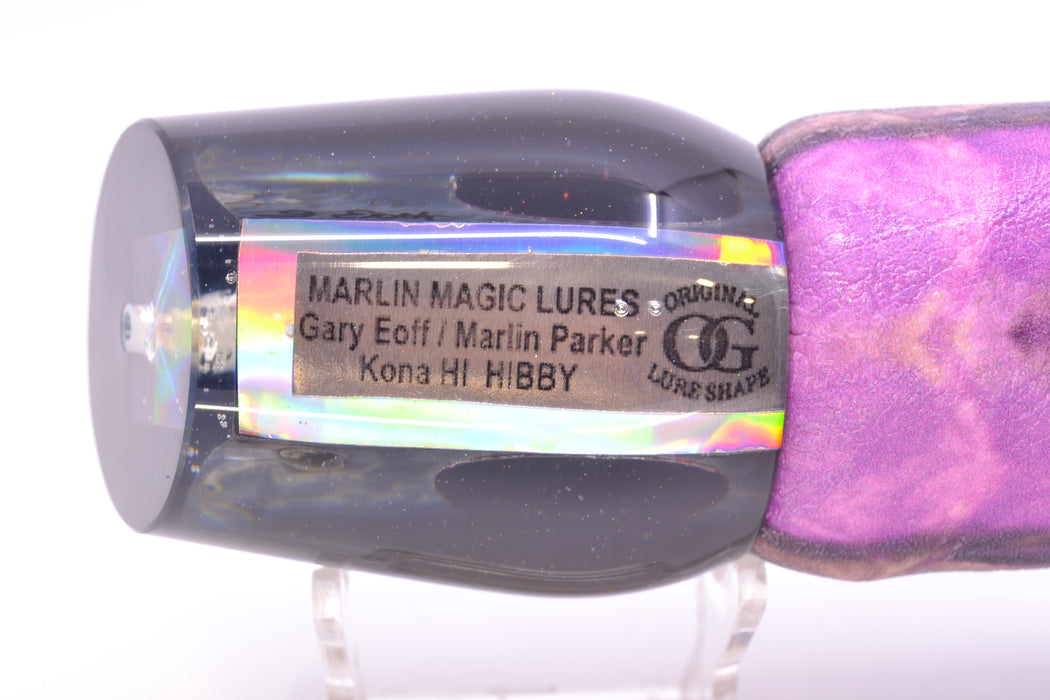 MARLIN MAGIC LURES
Gary Eoff / Marlin Parker
Kona HI HIBBY
ORIGINAL
OG
LURE SHAPE